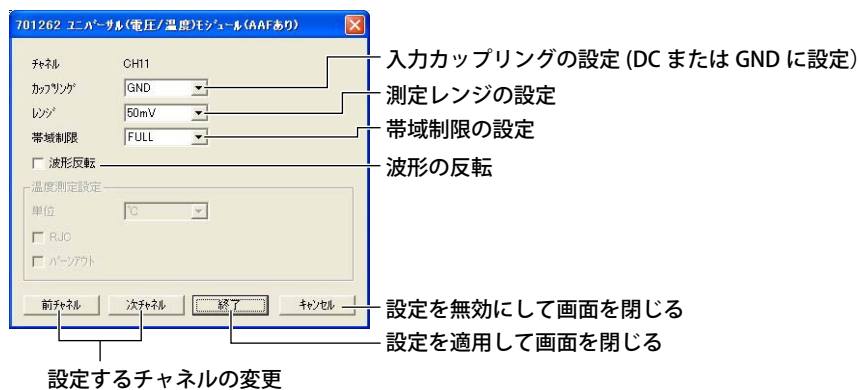 701262 ﾕﾆﾊﾞｰｻﾙ(電圧/温度)ﾓｼﾞｭｰﾙ(AAFあり)
ﾁｬﾈﾙ CH11
ｶｯﾌﾟﾘﾝｸﾞ GND
ﾚﾝｼﾞ 50mV
帯域制限 FULL
波形反転
温度測定設定
単位 ℃
RJC
ﾊﾞｰﾝｱｳﾄ
前ﾁｬﾈﾙ 次ﾁｬﾈﾙ 終了 ｷｬﾝｾﾙ
入力カップリングの設定 (DC または GND に設定)
測定レンジの設定
帯域制限の設定
波形の反転
設定を無効にして画面を閉じる
設定を適用して画面を閉じる
設定するチャネルの変更